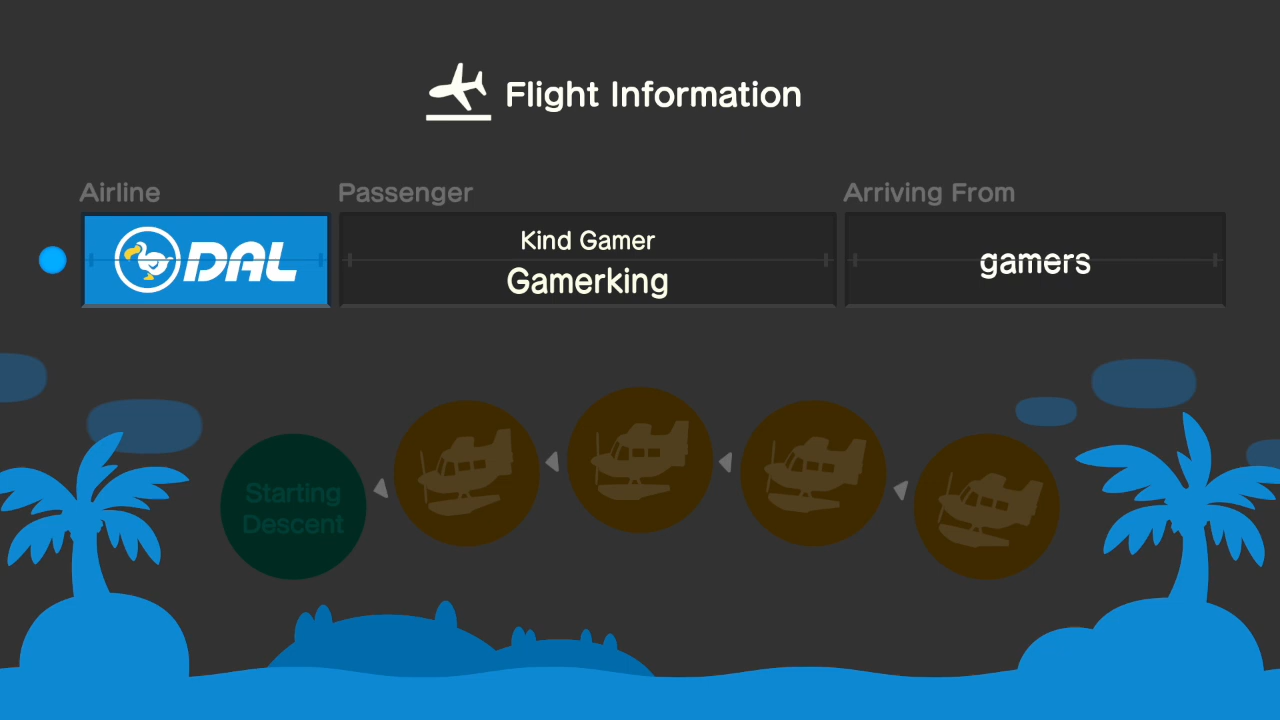 Flight Information
Airline
Passenger
Arriving From
DAL
Kind Gamer
Gamerking
gamers
Starting
Descent